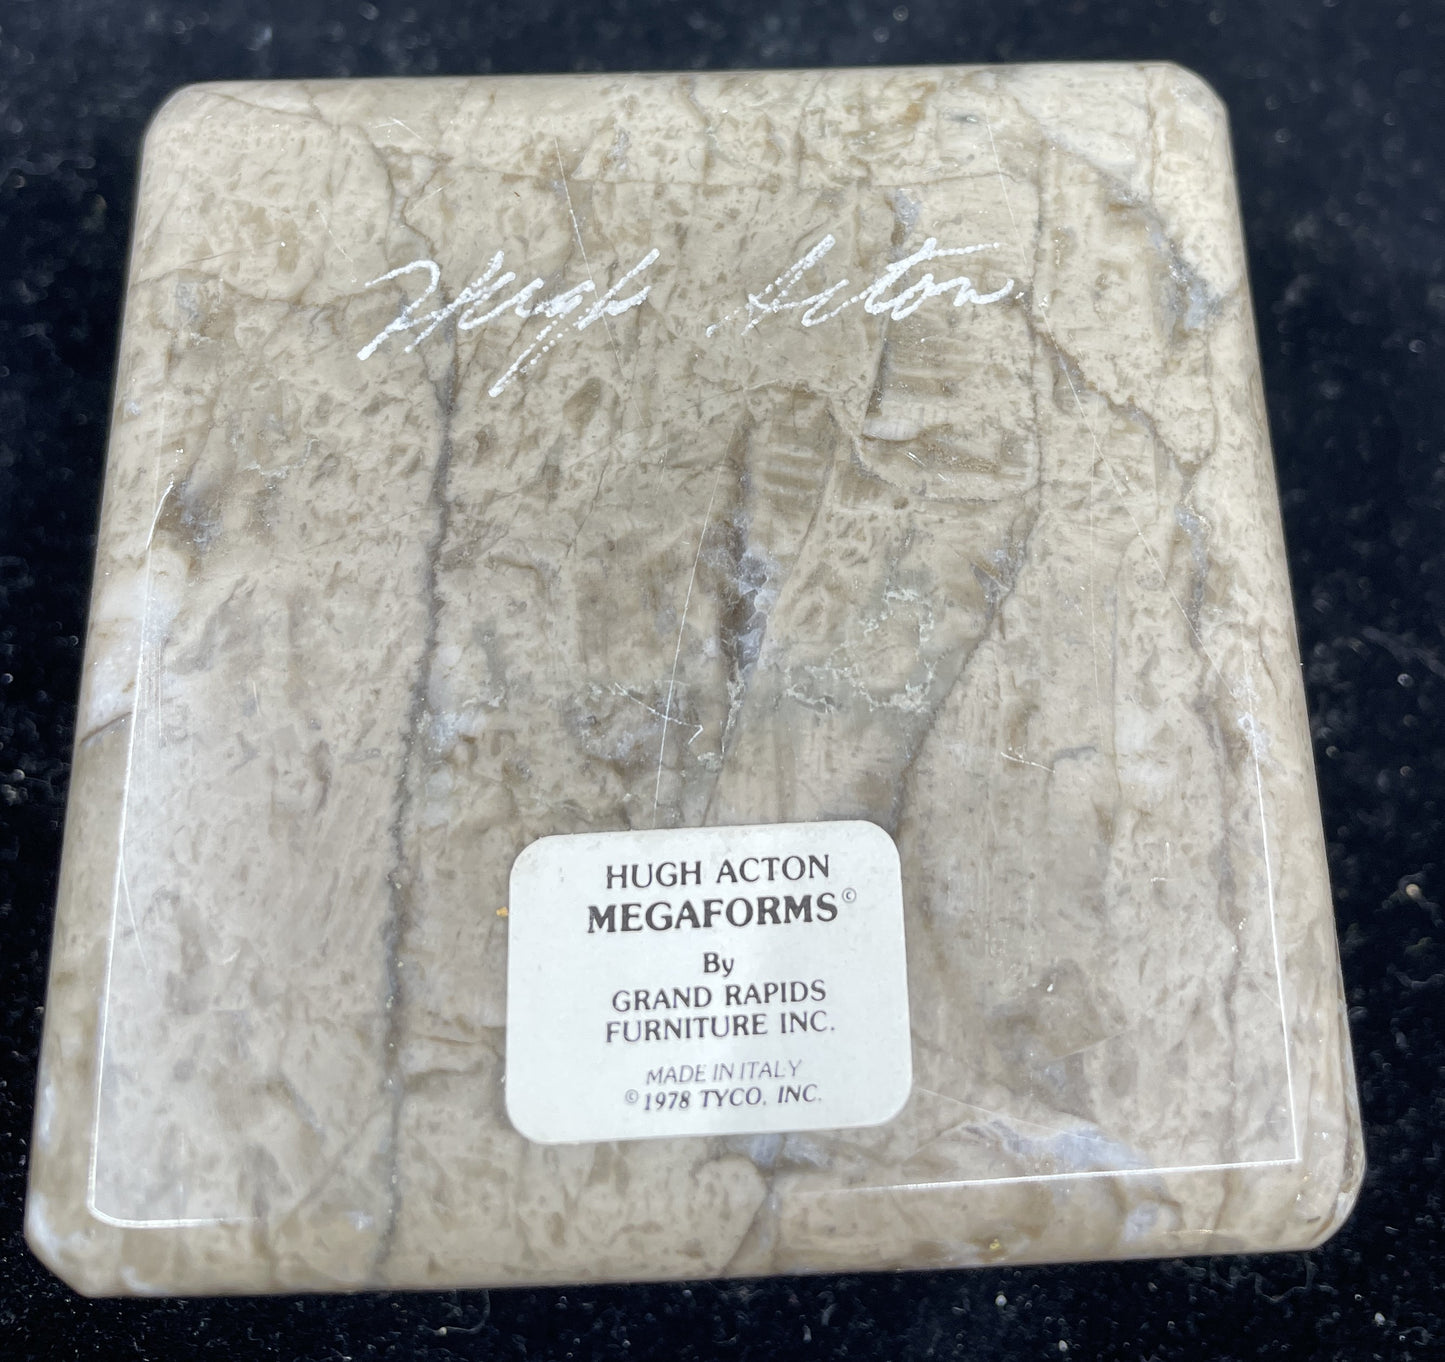 Hugh Acton
HUGH ACTON
MEGAFORMS©
By
GRAND RAPIDS
FURNITURE INC.
MADE IN ITALY
©1978 TYCO, INC.